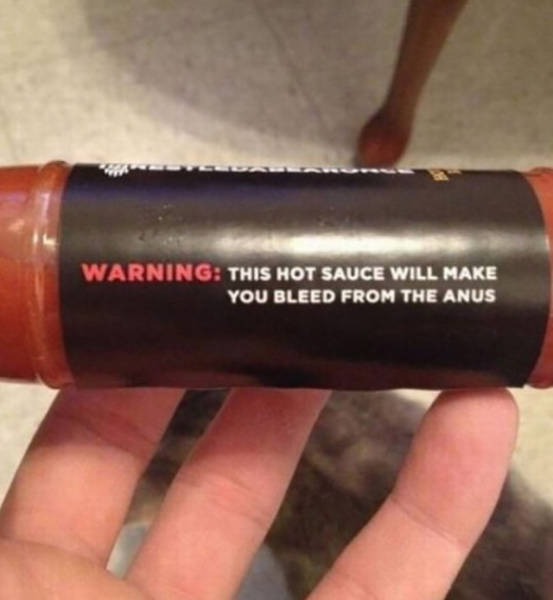 WARNING: THIS HOT SAUCE WILL MAKE
YOU BLEED FROM THE ANUS